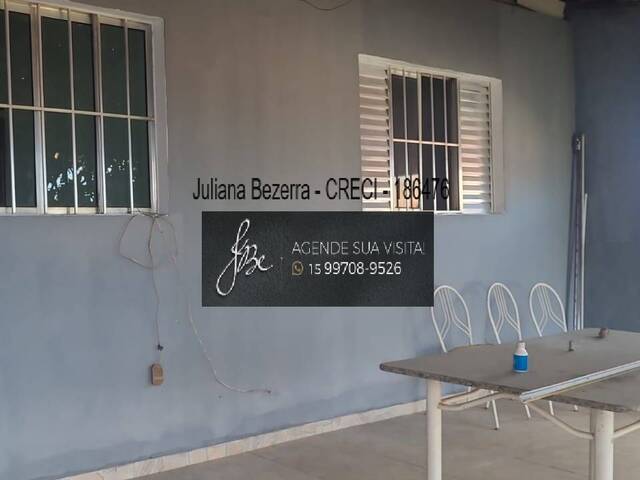 Juliana Bezerra - CRECI - 186476
AGENDE SUA VISITA!
15 99708-9526